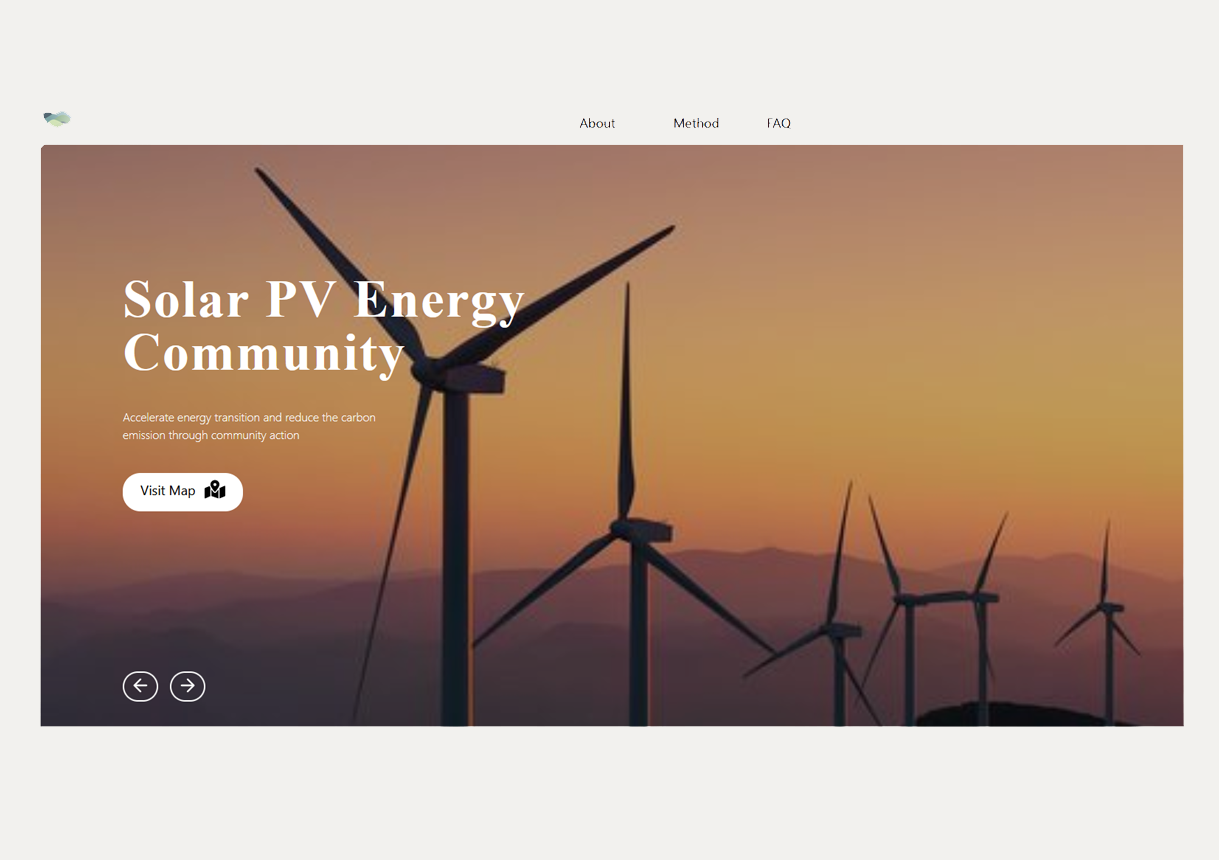 About Method FAQ
Solar PV Energy
Community
Accelerate energy transition and reduce the carbon
emission through community action
Visit Map